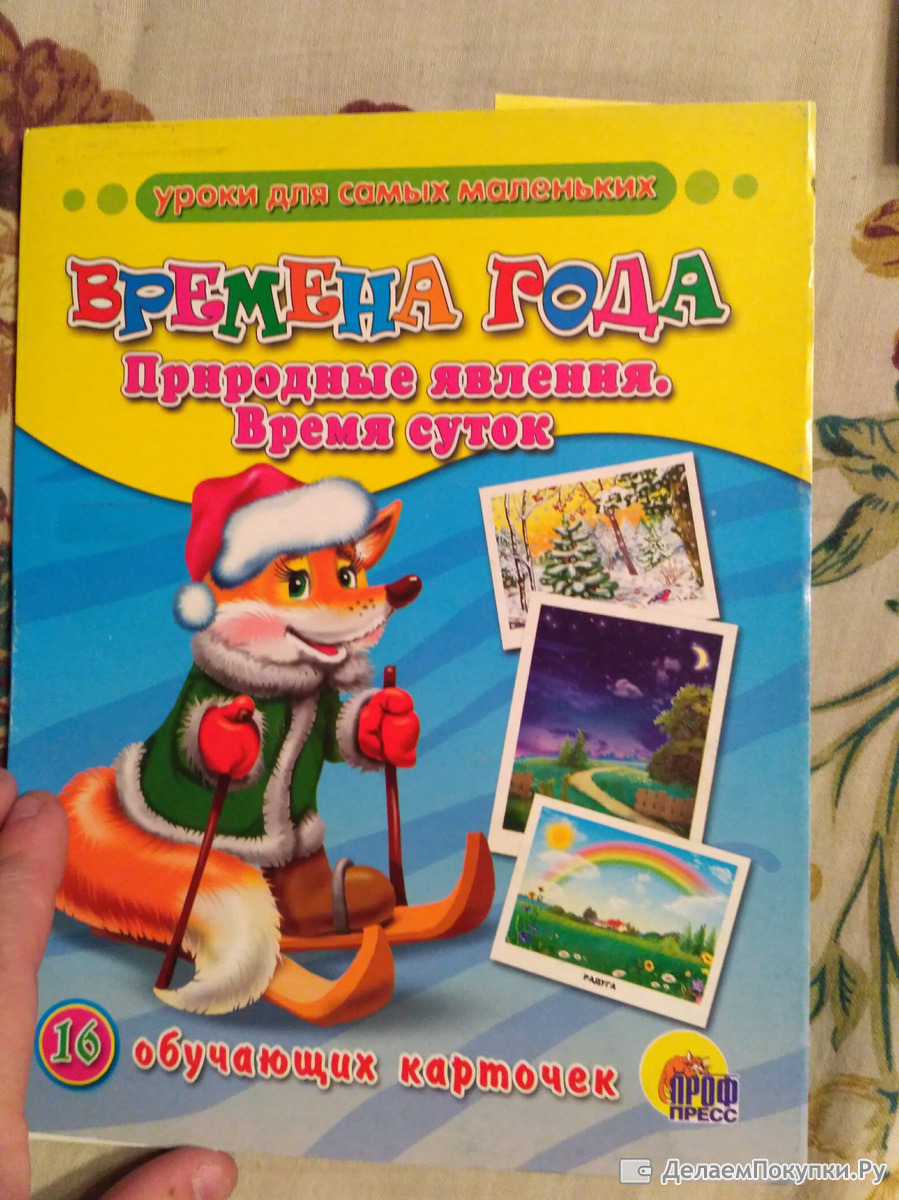 уроки для самых маленьких
ВРЕМЕНА ГОДА
Природные явления.
Время суток
РАДУГА
16 обучающих карточек
ПРОФ
ПРЕСС
ДелаемПокупки.Ру